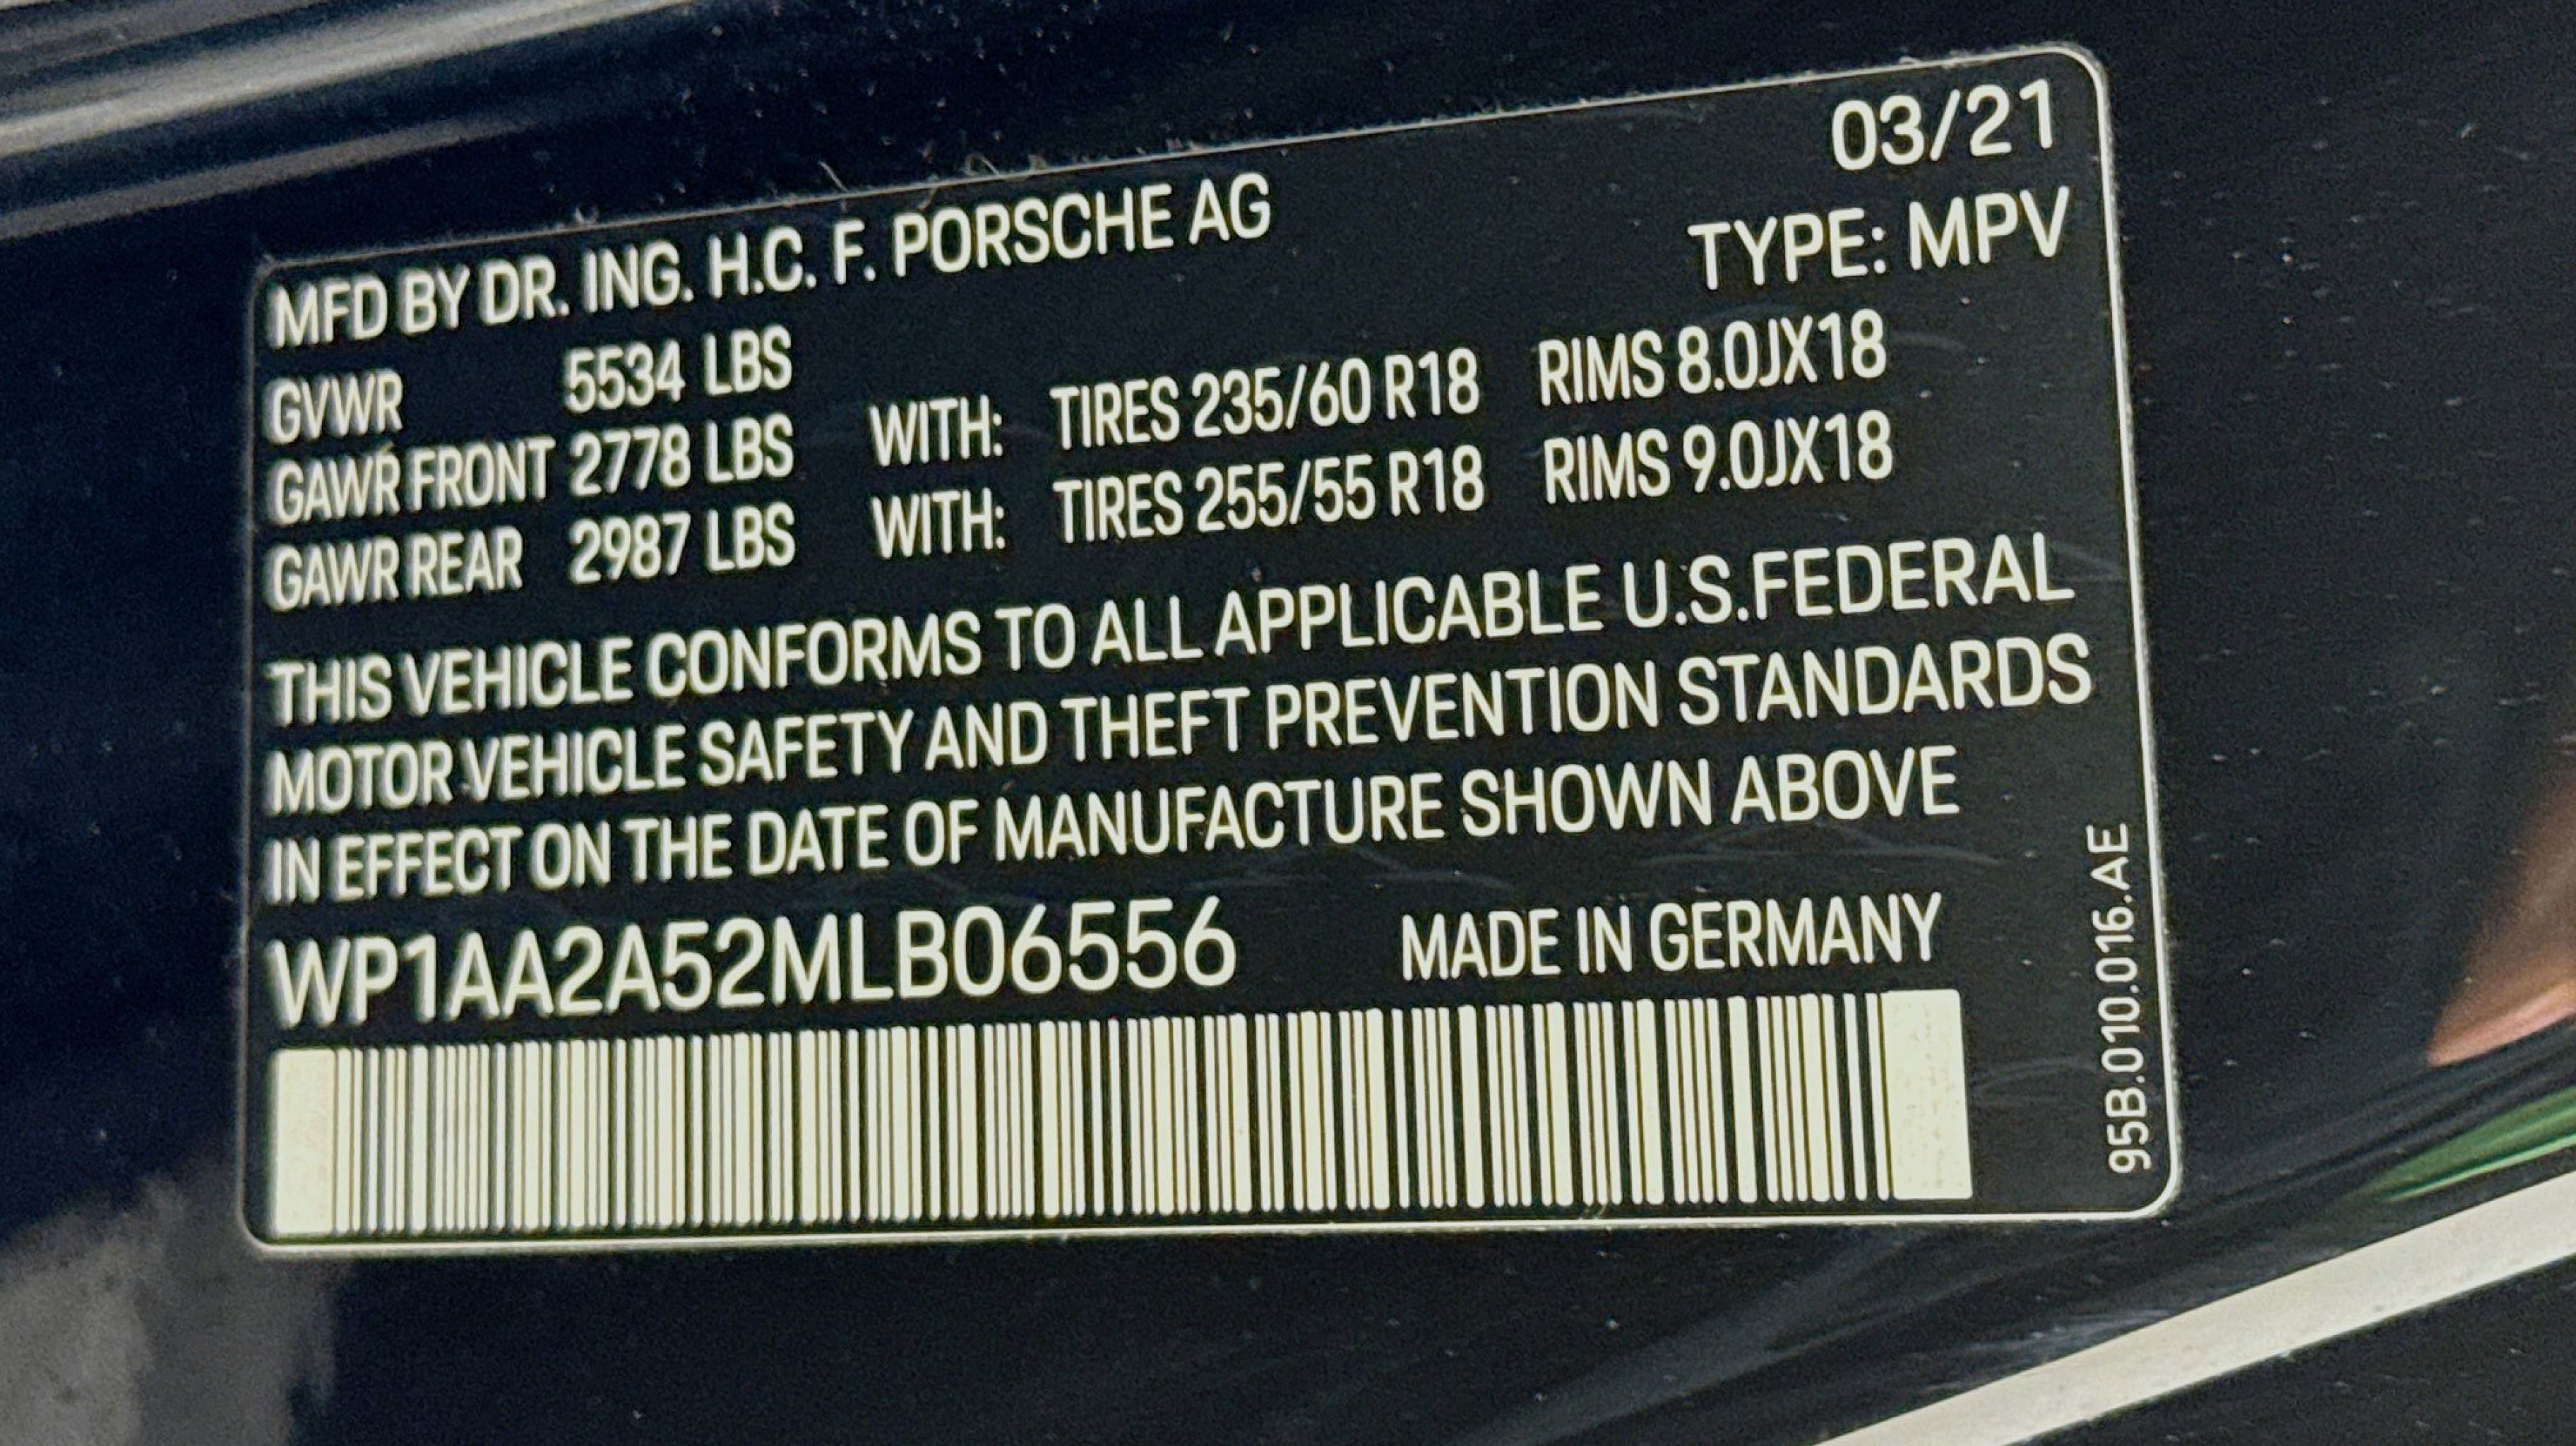 03/21
MFD BY DR. ING. H.C. F. PORSCHE AG
TYPE: MPV
GVWR 5534 LBS
GAWR FRONT 2778 LBS WITH: TIRES 235/60 R18 RIMS 8.0JX18
GAWR REAR 2987 LBS WITH: TIRES 255/55 R18 RIMS 9.0JX18
THIS VEHICLE CONFORMS TO ALL APPLICABLE U.S.FEDERAL
MOTOR VEHICLE SAFETY AND THEFT PREVENTION STANDARDS
IN EFFECT ON THE DATE OF MANUFACTURE SHOWN ABOVE
WP1AA2A52MLB06556 MADE IN GERMANY
95B.010.016.AE